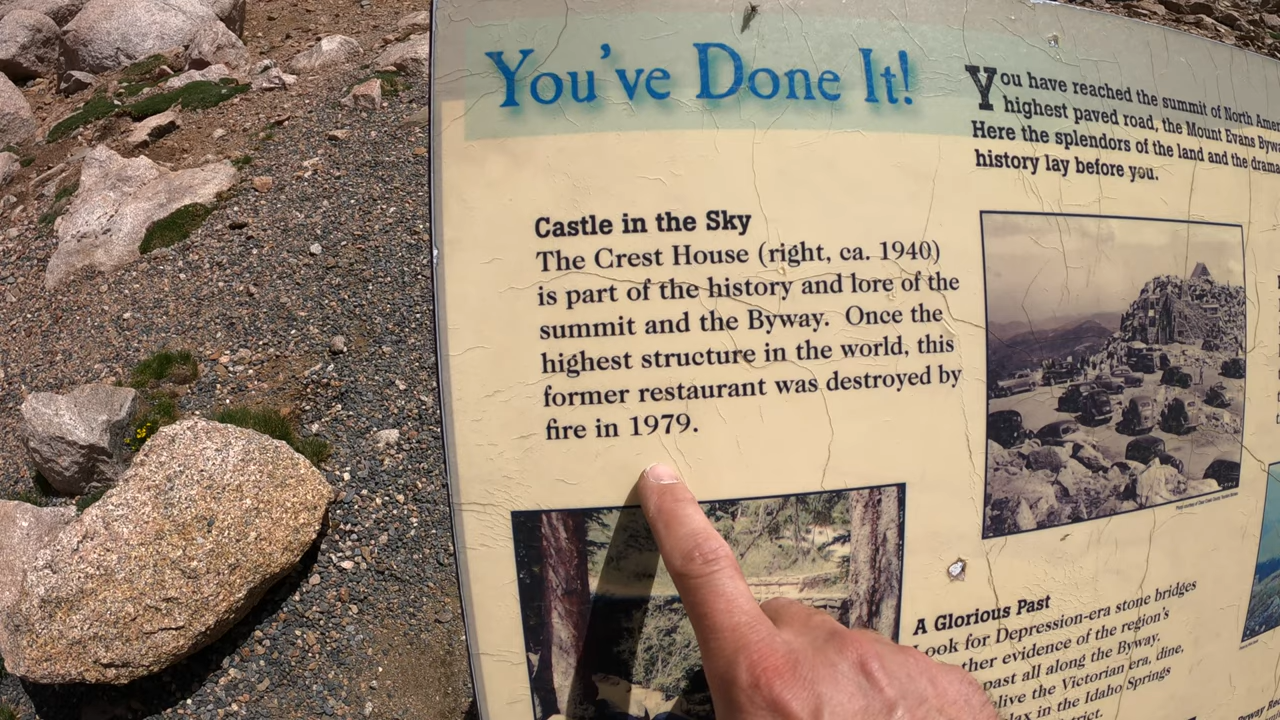 You've Done It!
You have reached the summit of North
highest paved road, the Mount Evans
Here the splendors of the land and the
history lay before you.
Castle in the Sky
The Crest House (right, ca. 1940)
is part of the history and lore of the
summit and the Byway. Once the
highest structure in the world, this
former restaurant was destroyed by
fire in 1979.
A Glorious Past
Look for Depression-era stone bridges
evidence of the region's
past all along the Byway.
the Victorian era, dine,
in the Idaho Springs